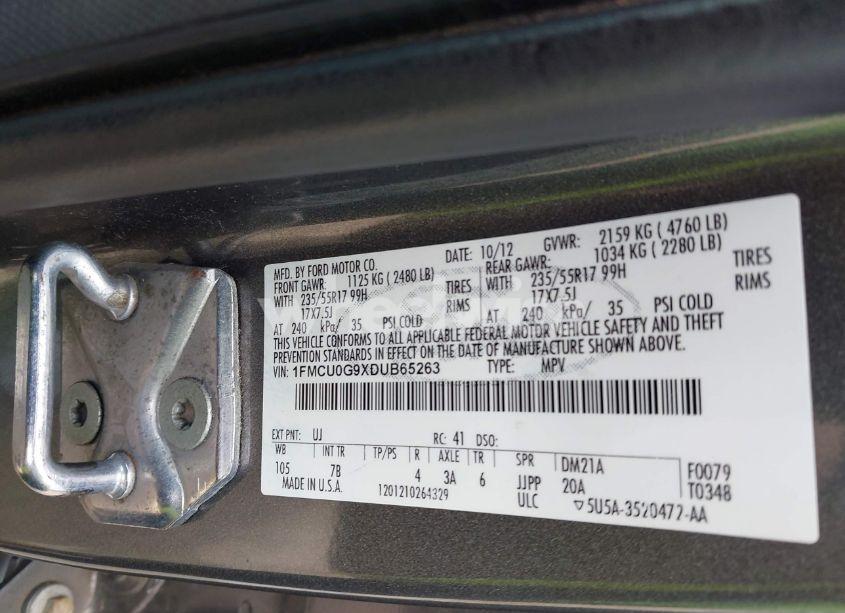 MFD. BY FORD MOTOR CO. DATE: 10/12 GVWR: 2159 KG ( 4760 LB)
FRONT GAWR: 1125 KG ( 2480 LB) REAR GAWR: 1034 KG ( 2280 LB)
WITH 235/55R17 99H TIRES WITH 235/55R17 99H TIRES
17X7.5J RIMS 17X7.5J RIMS
AT 240 kPa/ 35 PSI COLD AT 240 kPa/ 35 PSI COLD
THIS VEHICLE CONFORMS TO ALL APPLICABLE FEDERAL MOTOR VEHICLE SAFETY AND THEFT
PREVENTION STANDARDS IN EFFECT ON THE DATE OF MANUFACTURE SHOWN ABOVE.
VIN: 1FMCU0G9XDUB65263 TYPE: MPV
EXT PNT: UJ RC: 41 DSO:
WB INT TR TP/PS R AXLE TR SPR DM21A F0079
105 7B 4 3A 6 JJPP 20A T0348
MADE IN U.S.A. 1201210264329 ULC ▽5U5A-3520472-AA